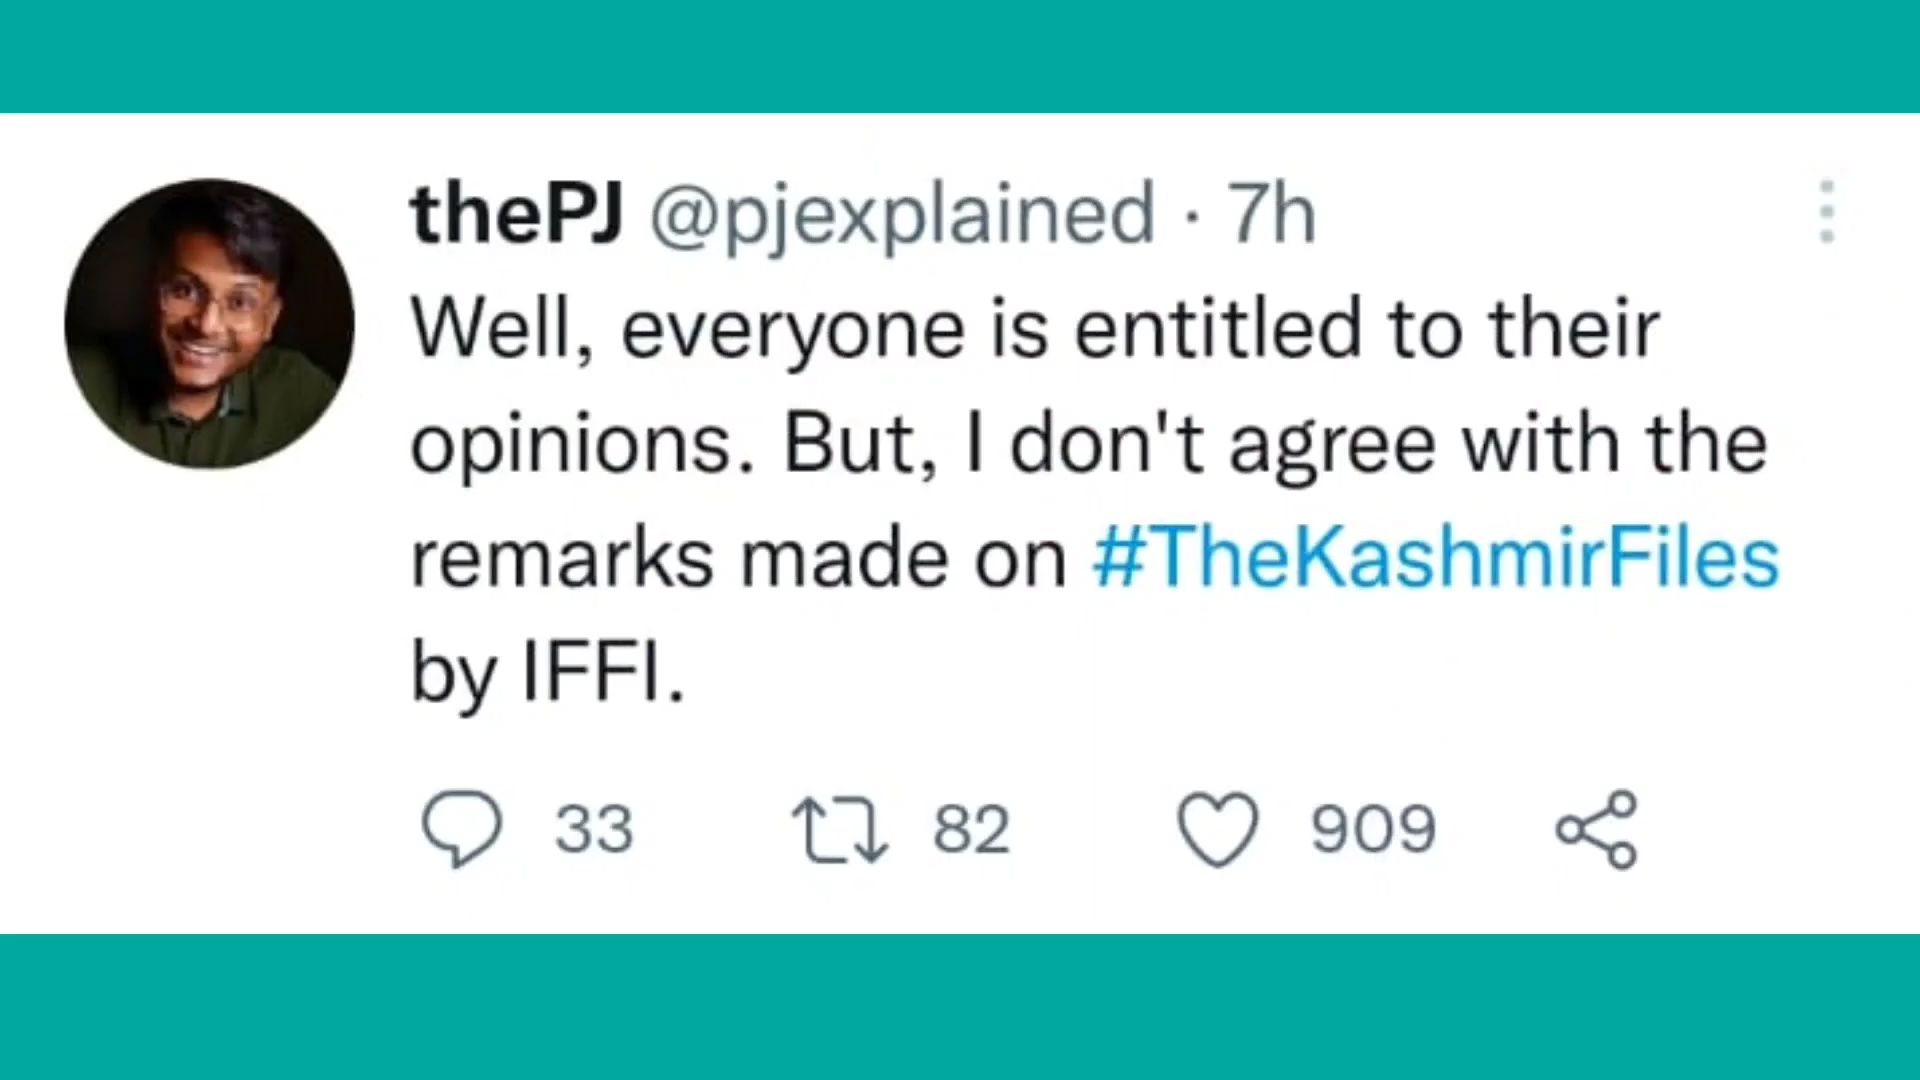 thePJ @pjexplained · 7h
Well, everyone is entitled to their
opinions. But, I don't agree with the
remarks made on #TheKashmirFiles
by IFFI.
33 82 909